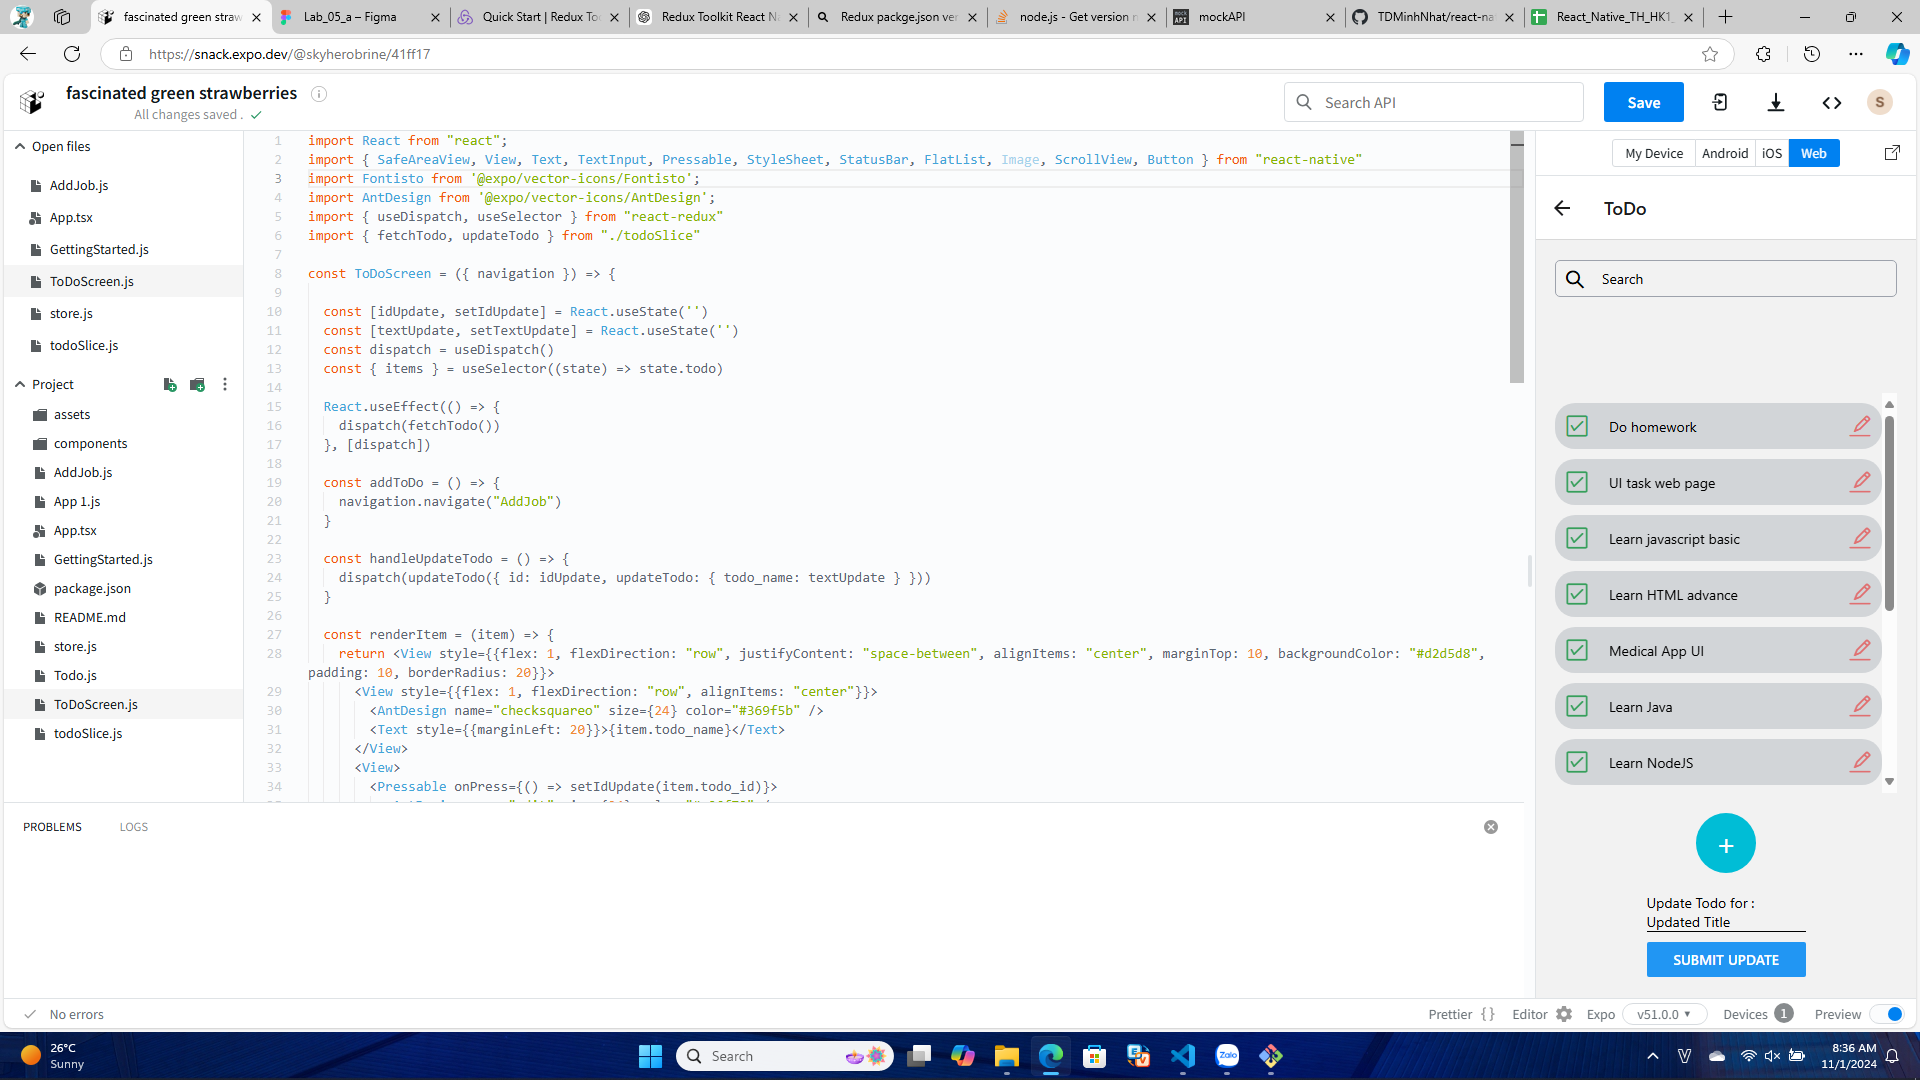 fascinated green straw
Lab_05_a – Figma
Quick Start | Redux To
Redux Toolkit React N
Redux packge.json ver
node.js - Get version n
mockAPI
TDMinhNhat/react-na
React_Native_TH_HK1_
https://snack.expo.dev/@skyherobrine/41ff17
fascinated green strawberries
All changes saved .
Search API
Save
S
Open files
AddJob.js
App.tsx
GettingStarted.js
ToDoScreen.js
store.js
todoSlice.js
Project
assets
components
AddJob.js
App 1.js
App.tsx
GettingStarted.js
package.json
README.md
store.js
Todo.js
ToDoScreen.js
todoSlice.js
1 import React from "react";
2 import { SafeAreaView, View, Text, TextInput, Pressable, StyleSheet, StatusBar, FlatList, Image, ScrollView, Button } from "react-native"
3 import Fontisto from '@expo/vector-icons/Fontisto';
4 import AntDesign from '@expo/vector-icons/AntDesign';
5 import { useDispatch, useSelector } from "react-redux"
6 import { fetchTodo, updateTodo } from "./todoSlice"
7
8 const ToDoScreen = ({ navigation }) => {
9
10 const [idUpdate, setIdUpdate] = React.useState('')
11 const [textUpdate, setTextUpdate] = React.useState('')
12 const dispatch = useDispatch()
13 const { items } = useSelector((state) => state.todo)
14
15 React.useEffect(() => {
16 dispatch(fetchTodo())
17 }, [dispatch])
18
19 const addToDo = () => {
20 navigation.navigate("AddJob")
21 }
22
23 const handleUpdateTodo = () => {
24 dispatch(updateTodo({ id: idUpdate, updateTodo: { todo_name: textUpdate } }))
25 }
26
27 const renderItem = (item) => {
28 return <View style={{flex: 1, flexDirection: "row", justifyContent: "space-between", alignItems: "center", marginTop: 10, backgroundColor: "#d2d5d8",
padding: 10, borderRadius: 20}}>
29 <View style={{flex: 1, flexDirection: "row", alignItems: "center"}}>
30 <AntDesign name="checksquareo" size={24} color="#369f5b" />
31 <Text style={{marginLeft: 20}}>{item.todo_name}</Text>
32 </View>
33 <View>
34 <Pressable onPress={() => setIdUpdate(item.todo_id)}>
My Device
Android
iOS
Web
ToDo
Search
Do homework
UI task web page
Learn javascript basic
Learn HTML advance
Medical App UI
Learn Java
Learn NodeJS
+
Update Todo for :
Updated Title
SUBMIT UPDATE
PROBLEMS
LOGS
No errors
Prettier { }
Editor
Expo
v51.0.0
Devices 1
Preview
26°C
Sunny
Search
Zalo
8:36 AM
11/1/2024